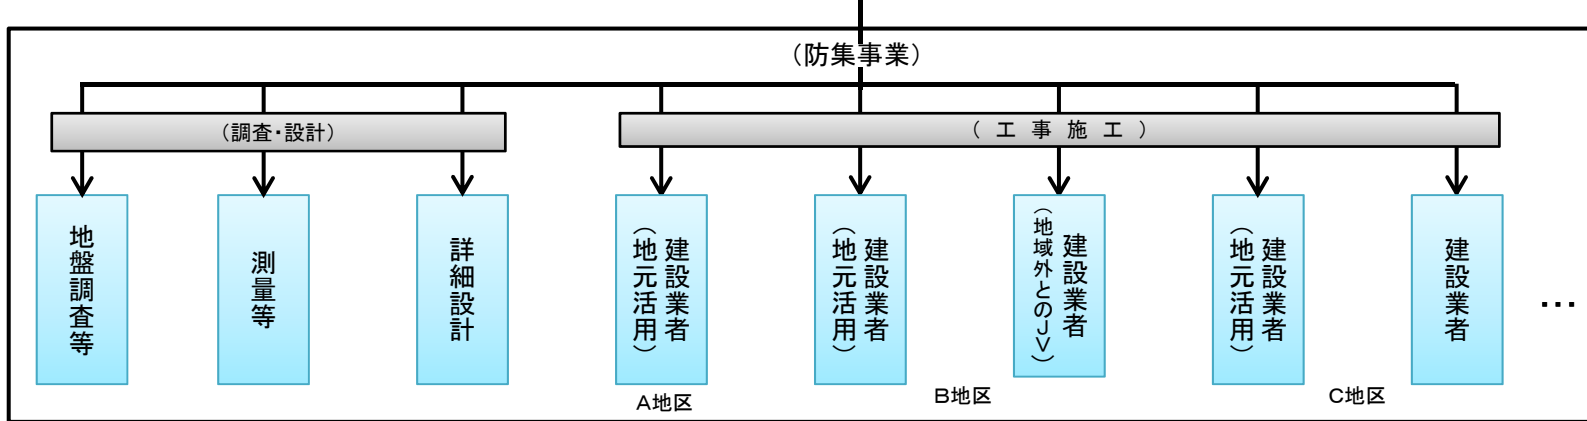 （防集事業）
（調査・設計）
（工事施工）
地盤調査等
測量等
詳細設計
建設業者
（地元活用）
建設業者
（地元活用）
建設業者
（地域外とのJV）
建設業者
（地元活用）
建設業者
…
A地区
B地区
C地区